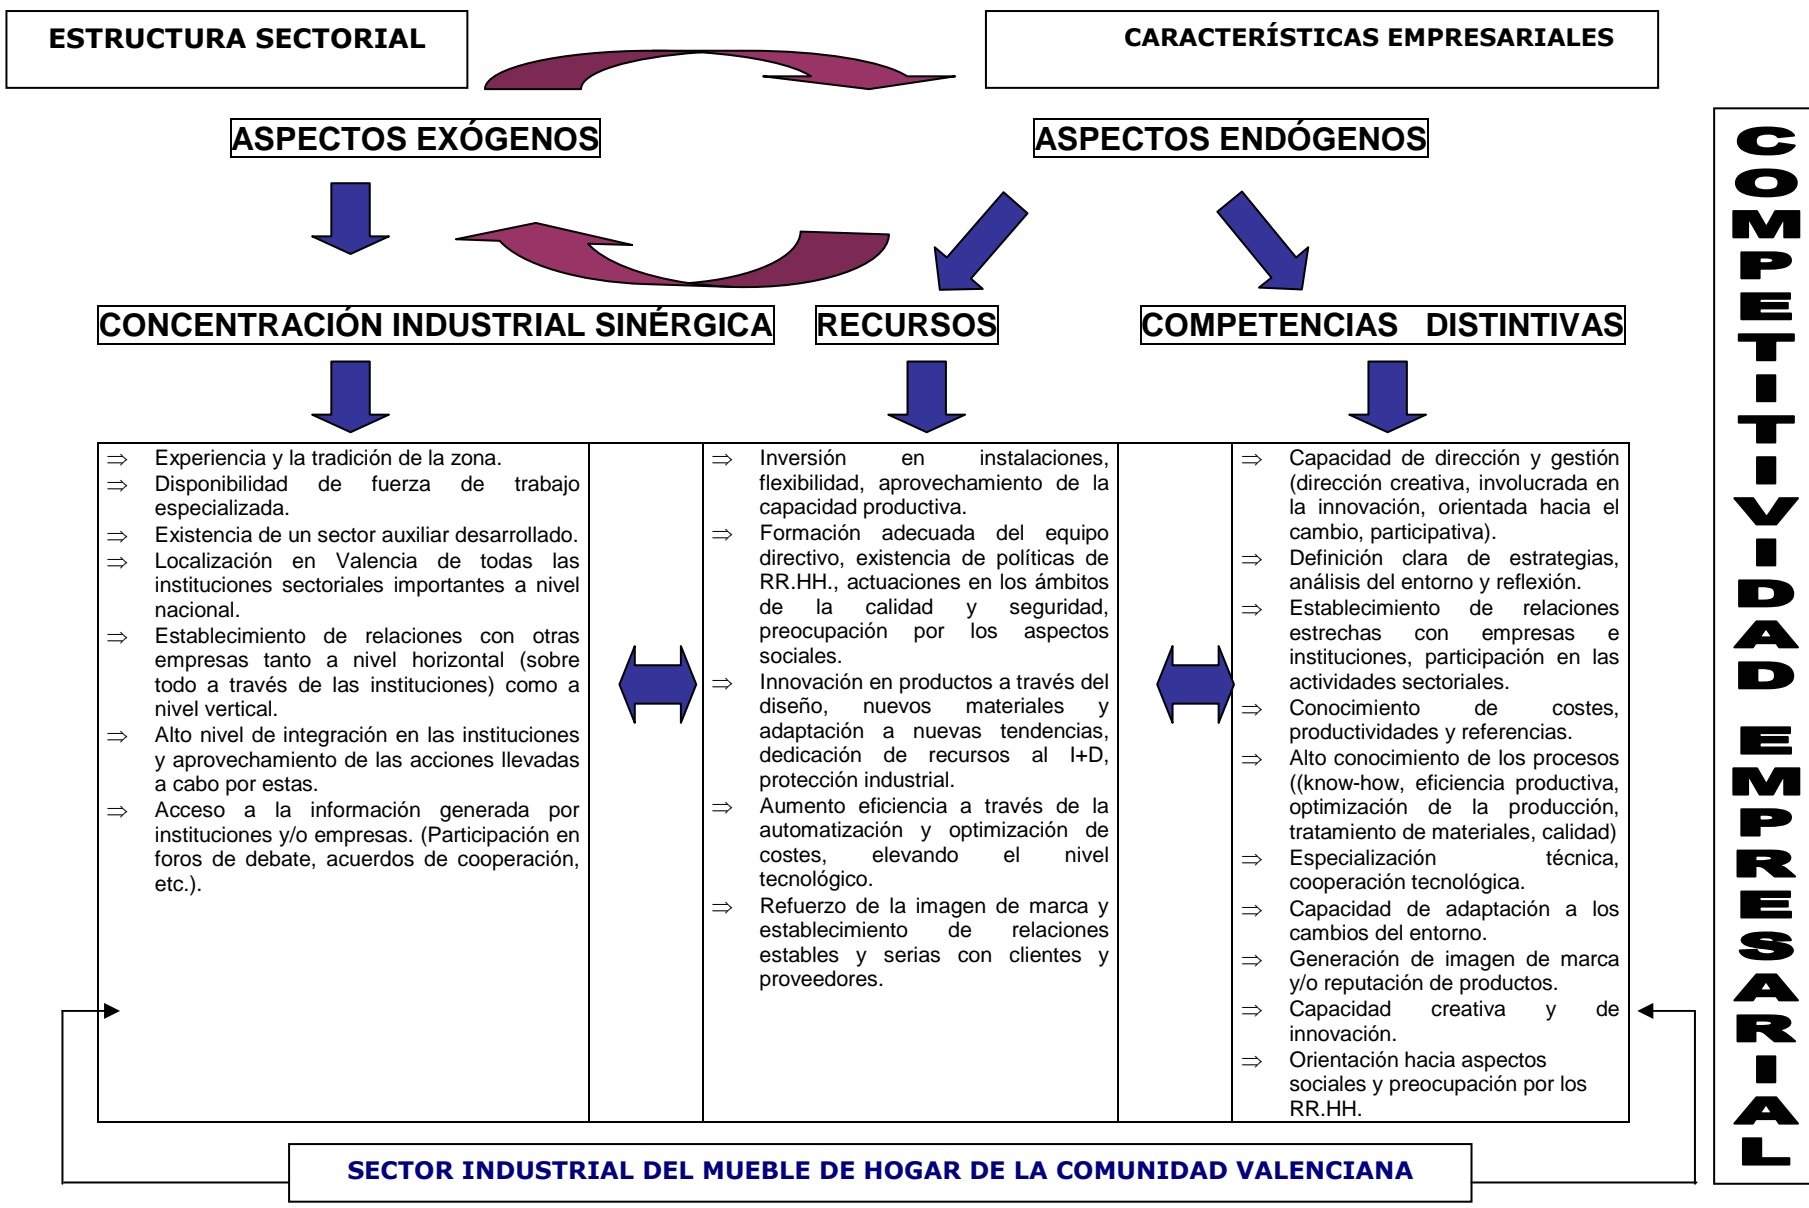 ESTRUCTURA SECTORIAL
CARACTERÍSTICAS EMPRESARIALES
ASPECTOS EXÓGENOS
ASPECTOS ENDÓGENOS
CONCENTRACIÓN INDUSTRIAL SINÉRGICA
RECURSOS
COMPETENCIAS DISTINTIVAS
⇒ Experiencia y la tradición de la zona.
⇒ Disponibilidad de fuerza de trabajo
especializada.
⇒ Existencia de un sector auxiliar desarrollado.
⇒ Localización en Valencia de todas las
instituciones sectoriales importantes a nivel
nacional.
⇒ Establecimiento de relaciones con otras
empresas tanto a nivel horizontal (sobre
todo a través de las instituciones) como a
nivel vertical.
⇒ Alto nivel de integración en las instituciones
y aprovechamiento de las acciones llevadas
a cabo por estas.
⇒ Acceso a la información generada por
instituciones y/o empresas. (Participación en
foros de debate, acuerdos de cooperación,
etc.).
⇒ Inversión en instalaciones,
flexibilidad, aprovechamiento de la
capacidad productiva.
⇒ Formación adecuada del equipo
directivo, existencia de políticas de
RR.HH., actuaciones en los ámbitos
de la calidad y seguridad,
preocupación por los aspectos
sociales.
⇒ Innovación en productos a través del
diseño, nuevos materiales y
adaptación a nuevas tendencias,
dedicación de recursos al I+D,
protección industrial.
⇒ Aumento eficiencia a través de la
automatización y optimización de
costes, elevando el nivel
tecnológico.
⇒ Refuerzo de la imagen de marca y
establecimiento de relaciones
estables y serias con clientes y
proveedores.
⇒ Capacidad de dirección y gestión
(dirección creativa, involucrada en
la innovación, orientada hacia el
cambio, participativa).
⇒ Definición clara de estrategias,
análisis del entorno y reflexión.
⇒ Establecimiento de relaciones
estrechas con empresas e
instituciones, participación en las
actividades sectoriales.
⇒ Conocimiento de costes,
productividades y referencias.
⇒ Alto conocimiento de los procesos
((know-how, eficiencia productiva,
optimización de la producción,
tratamiento de materiales, calidad)
⇒ Especialización técnica,
cooperación tecnológica.
⇒ Capacidad de adaptación a los
cambios del entorno.
⇒ Generación de imagen de marca
y/o reputación de productos.
⇒ Capacidad creativa y de
innovación.
⇒ Orientación hacia aspectos
sociales y preocupación por los
RR.HH.
SECTOR INDUSTRIAL DEL MUEBLE DE HOGAR DE LA COMUNIDAD VALENCIANA
COMPETITIVIDAD EMPRESARIAL